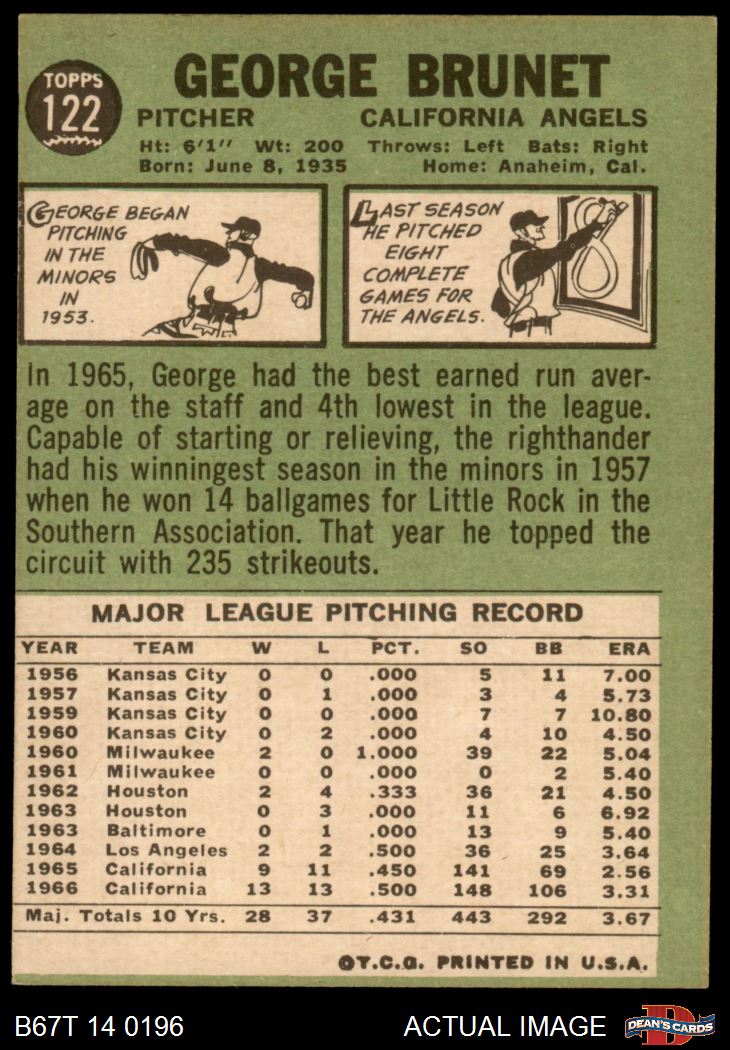 TOPPS
122
GEORGE BRUNET
PITCHER CALIFORNIA ANGELS
Ht: 6'1" Wt: 200 Throws: Left Bats: Right
Born: June 8, 1935 Home: Anaheim, Cal.
GEORGE BEGAN
PITCHING
IN THE
MINORS
IN
1953.
LAST SEASON
HE PITCHED
EIGHT
COMPLETE
GAMES FOR
THE ANGELS.
8
In 1965, George had the best earned run aver-
age on the staff and 4th lowest in the league.
Capable of starting or relieving, the righthander
had his winningest season in the minors in 1957
when he won 14 ballgames for Little Rock in the
Southern Association. That year he topped the
circuit with 235 strikeouts.
MAJOR LEAGUE PITCHING RECORD
YEAR TEAM W L PCT. SO BB ERA
1956 Kansas City 0 0 .000 5 11 7.00
1957 Kansas City 0 1 .000 3 4 5.73
1959 Kansas City 0 0 .000 7 7 10.80
1960 Kansas City 0 2 .000 4 10 4.50
1960 Milwaukee 2 0 1.000 39 22 5.04
1961 Milwaukee 0 0 .000 0 2 5.40
1962 Houston 2 4 .333 36 21 4.50
1963 Houston 0 3 .000 11 6 6.92
1963 Baltimore 0 1 .000 13 9 5.40
1964 Los Angeles 2 2 .500 36 25 3.64
1965 California 9 11 .450 141 69 2.56
1966 California 13 13 .500 148 106 3.31
Maj. Totals 10 Yrs. 28 37 .431 443 292 3.67
©T.C.G. PRINTED IN U.S.A.
B67T 14 0196 ACTUAL IMAGE
D
DEAN'S CARDS